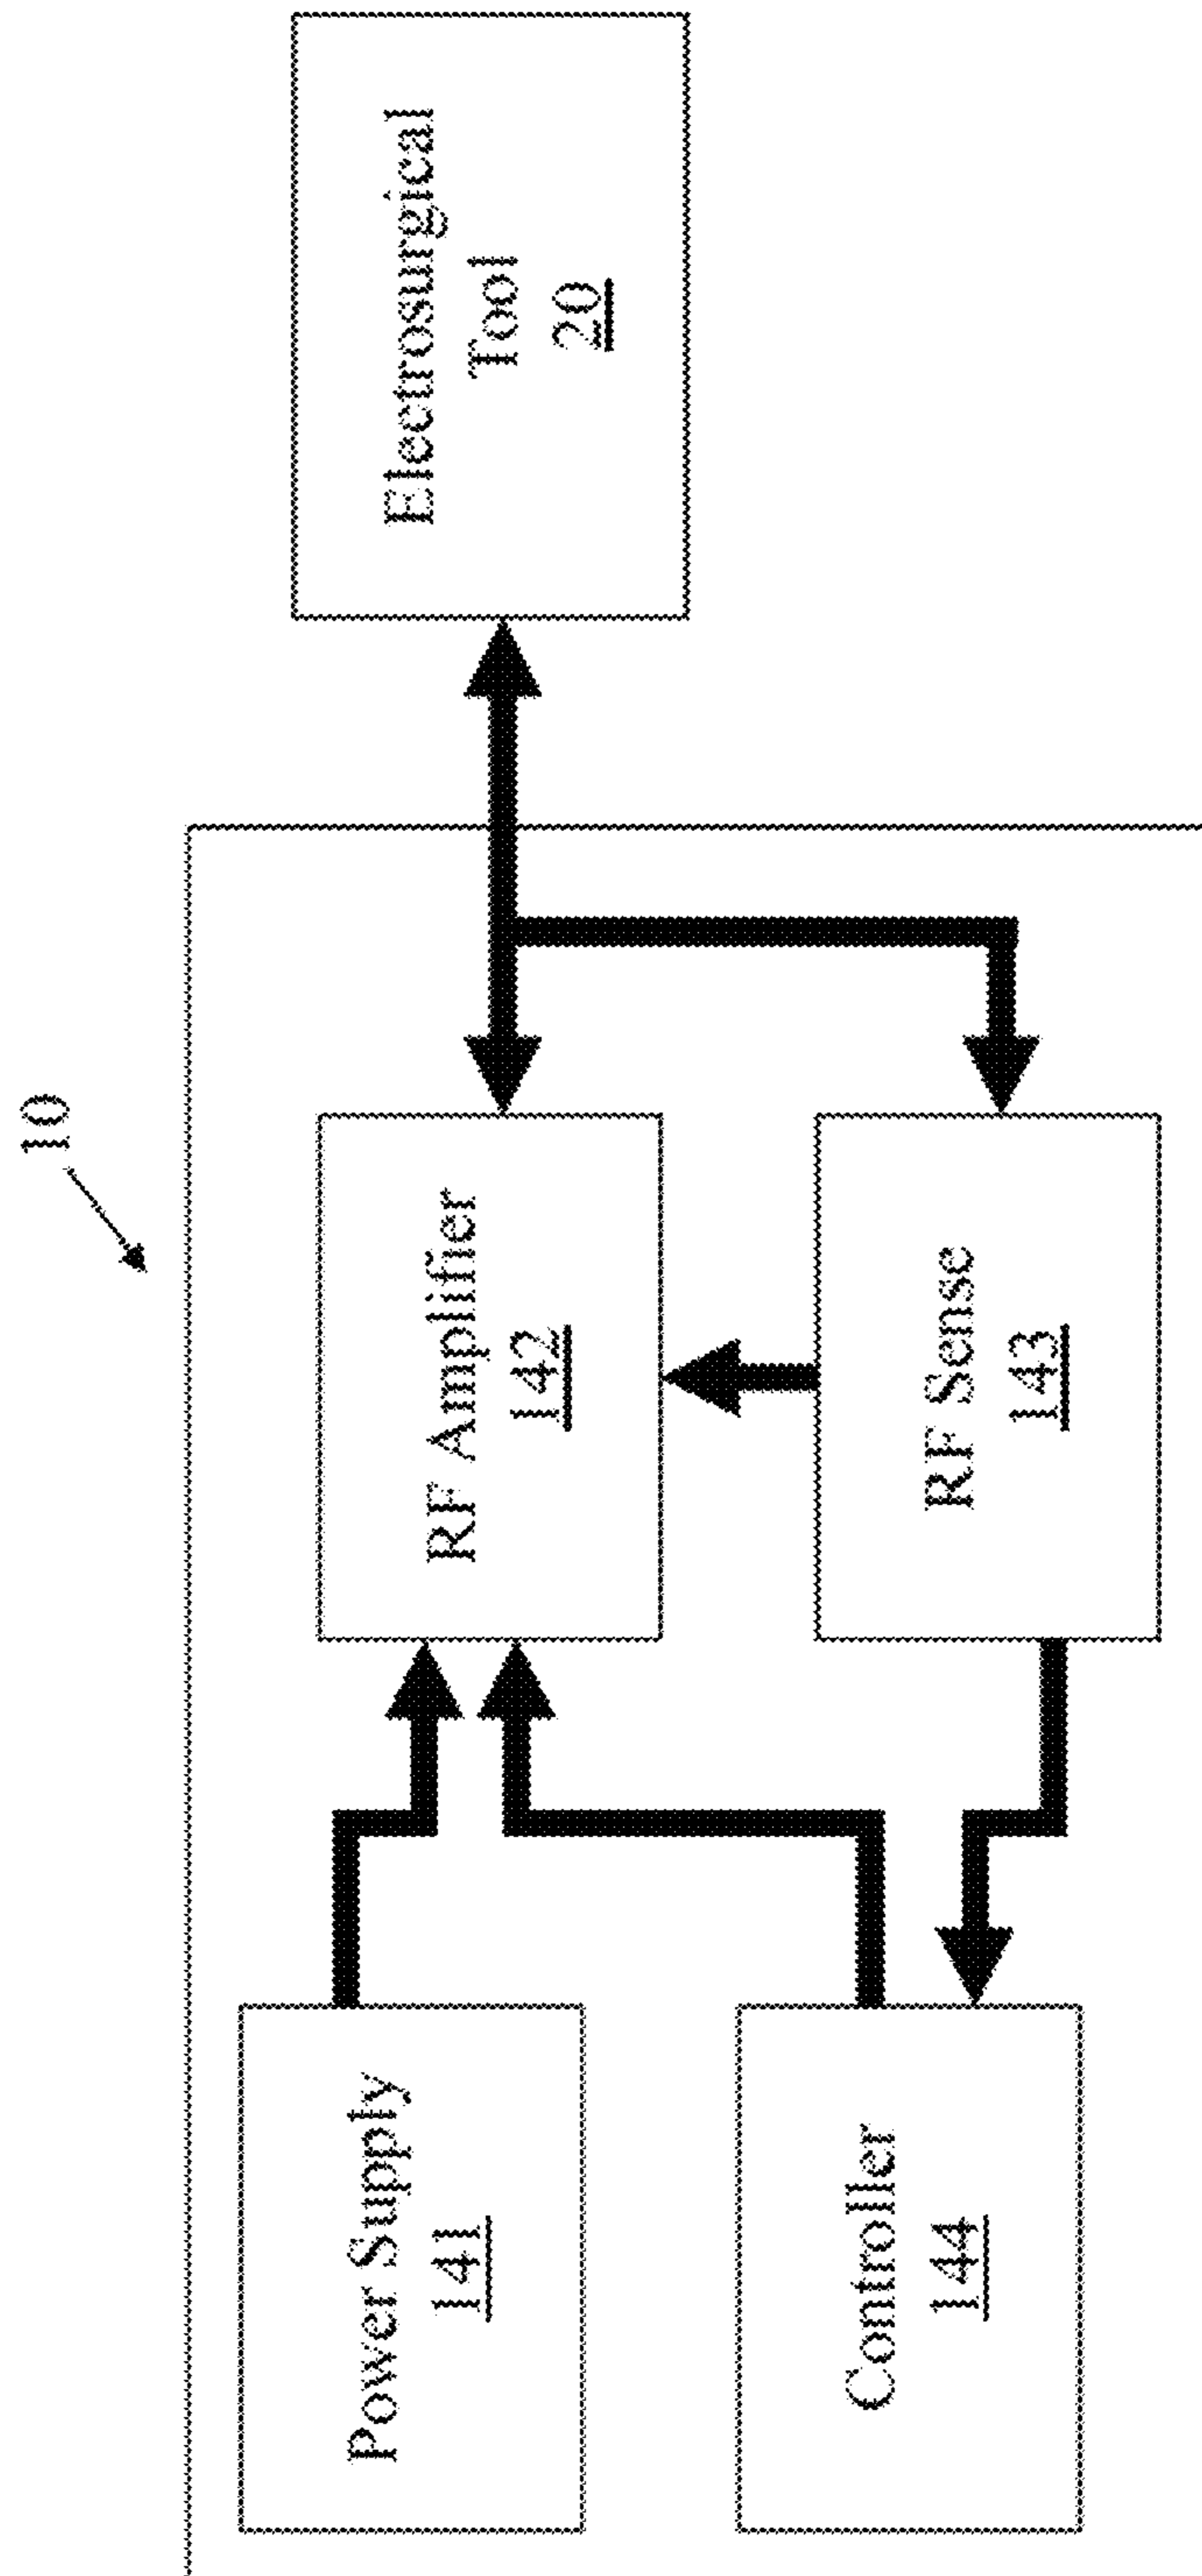 10
Power Supply
141
RF Amplifier
142
Electrosurgical
Tool
20
Controller
144
RF Sense
143